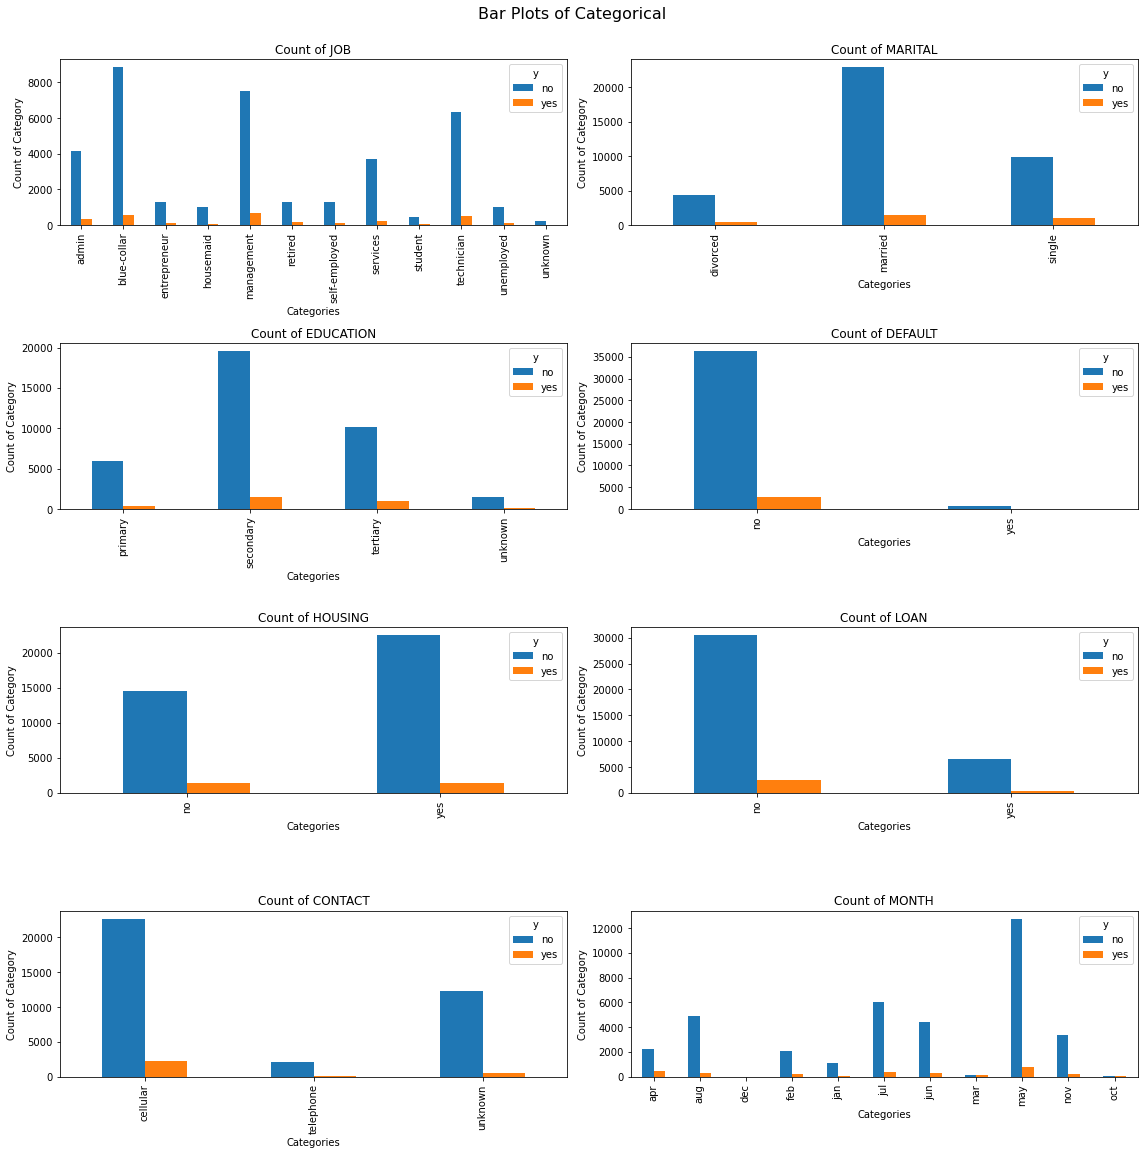 Bar Plots of Categorical
Count of JOB
Count of Category
8000
6000
4000
2000
0
y
no
yes
admin
blue-collar
entrepreneur
housemaid
management
retired
self-employed
services
student
technician
unemployed
unknown
Categories
Count of MARITAL
Count of Category
20000
15000
10000
5000
0
y
no
yes
divorced
married
single
Categories
Count of EDUCATION
Count of Category
20000
15000
10000
5000
0
y
no
yes
primary
secondary
tertiary
unknown
Categories
Count of DEFAULT
Count of Category
35000
30000
25000
20000
15000
10000
5000
0
y
no
yes
no
yes
Categories
Count of HOUSING
Count of Category
20000
15000
10000
5000
0
y
no
yes
no
yes
Categories
Count of LOAN
Count of Category
30000
25000
20000
15000
10000
5000
0
y
no
yes
no
yes
Categories
Count of CONTACT
Count of Category
20000
15000
10000
5000
0
y
no
yes
cellular
telephone
unknown
Categories
Count of MONTH
Count of Category
12000
10000
8000
6000
4000
2000
0
y
no
yes
apr
aug
dec
feb
jan
jul
jun
mar
may
nov
oct
Categories